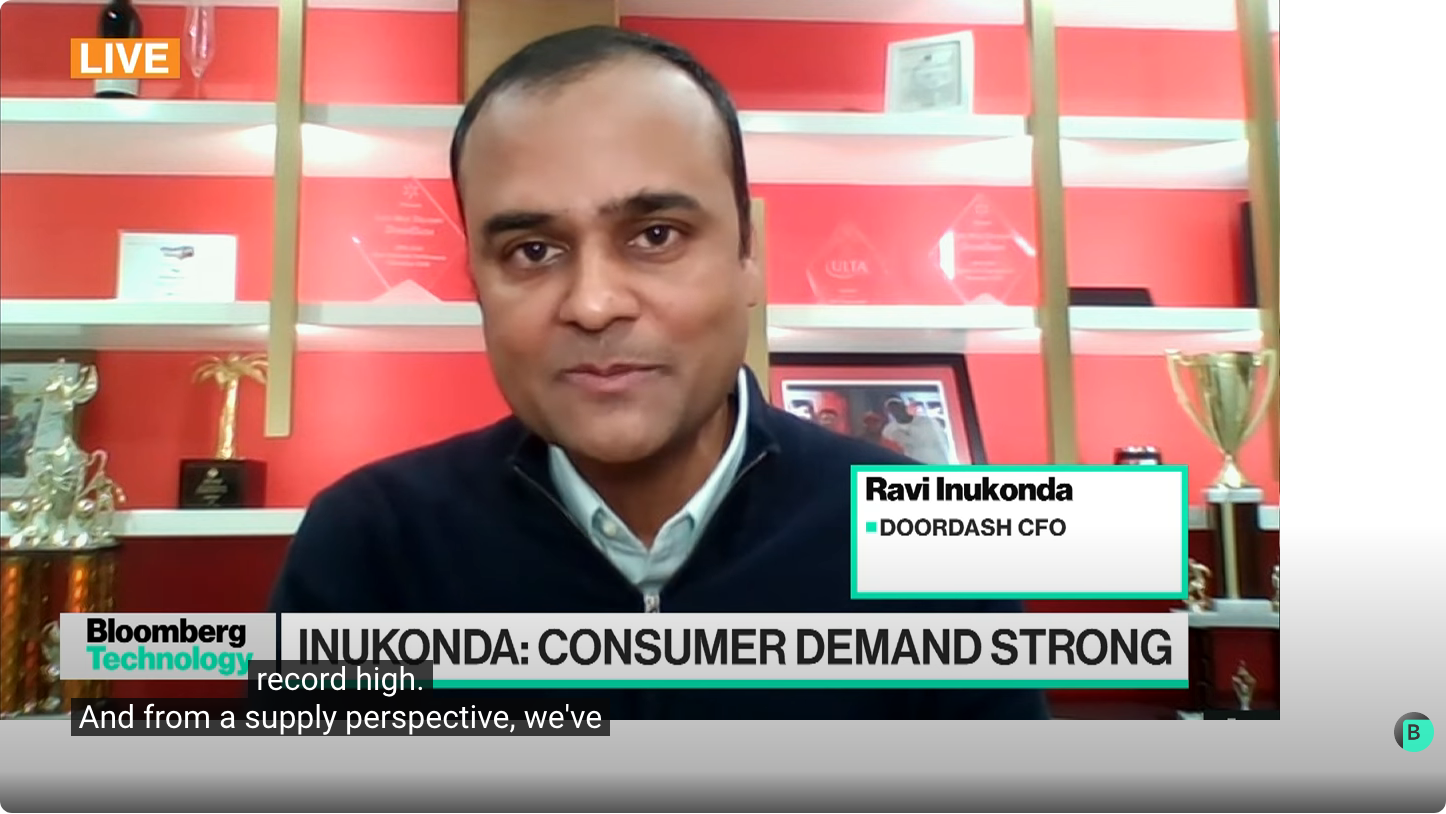 LIVE
ULTA
Ravi Inukonda
DOORDASH CFO
Bloomberg
Technology
INUKONDA: CONSUMER DEMAND STRONG
record high.
And from a supply perspective, we've
B